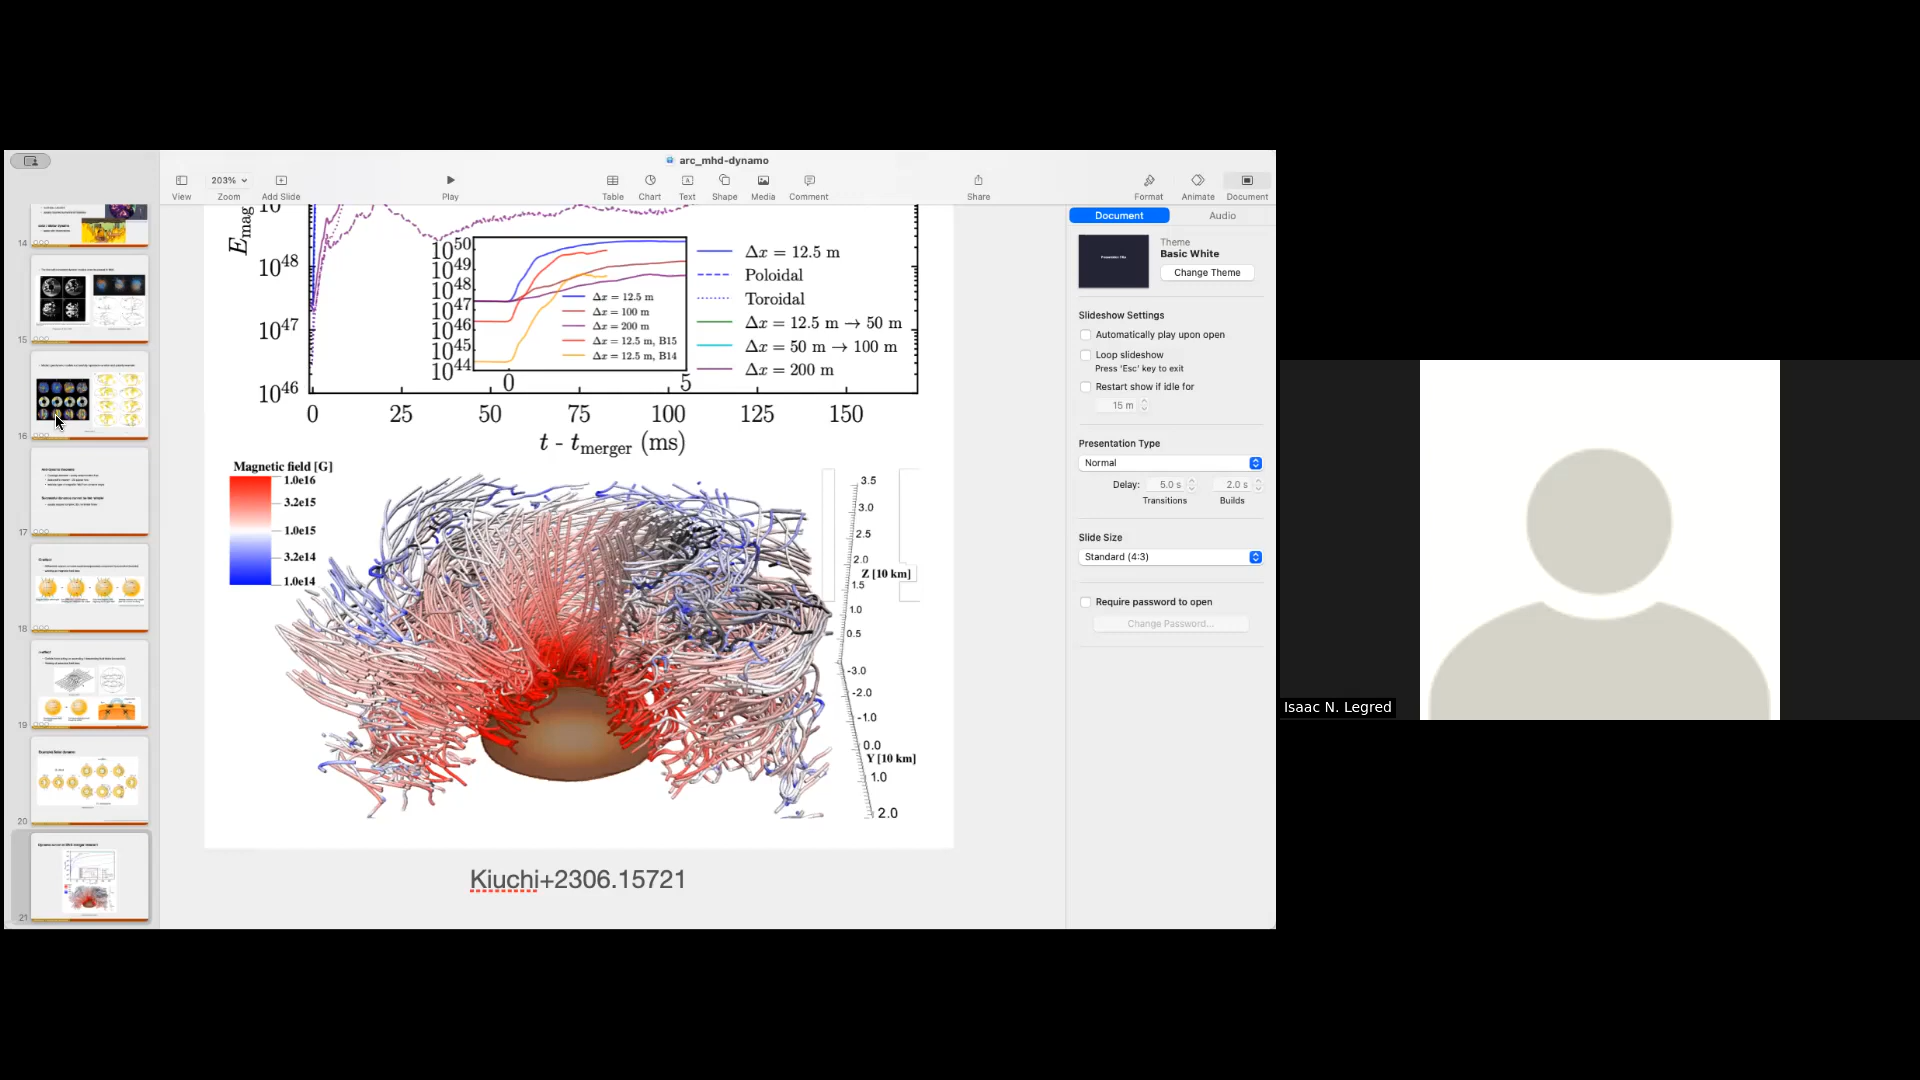 arc_mhd-dynamo
203%
View
Zoom
Add Slide
Play
Table
Chart
Text
Shape
Media
Comment
Share
Format
Animate
Document
Document
Audio
Theme
Basic White
Change Theme
Slideshow Settings
Automatically play upon open
Loop slideshow
Press 'Esc' key to exit
Restart show if idle for
15 m
Presentation Type
Normal
Delay:
5.0 s
2.0 s
Transitions
Builds
Slide Size
Standard (4:3)
Require password to open
Change Password...
14
15
16
17
18
19
20
21
E_mag
10^48
10^47
10^46
10^50
10^49
10^48
10^47
10^46
10^45
10^44
Δx = 12.5 m
Δx = 100 m
Δx = 200 m
Δx = 12.5 m, B15
Δx = 12.5 m, B14
0
5
Δx = 12.5 m
Poloidal
Toroidal
Δx = 12.5 m → 50 m
Δx = 50 m → 100 m
Δx = 200 m
0
25
50
75
100
125
150
t - t_merger (ms)
Magnetic field [G]
1.0e16
3.2e15
1.0e15
3.2e14
1.0e14
3.5
3.0
2.5
2.0
Z [10 km]
1.5
1.0
0.5
-3.0
-2.0
-1.0
0.0
Y [10 km]
1.0
2.0
Kiuchi+2306.15721
Isaac N. Legred